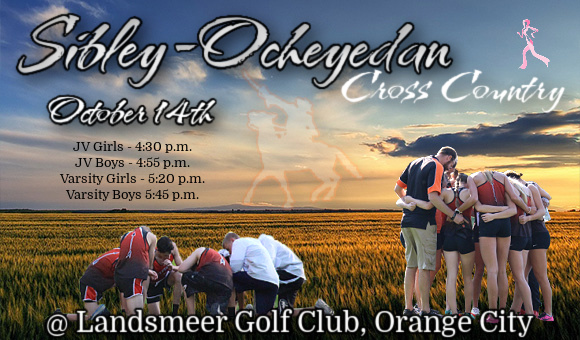 Sibley-Ocheyedan
Cross Country
October 14th
JV Girls - 4:30 p.m.
JV Boys - 4:55 p.m.
Varsity Girls - 5:20 p.m.
Varsity Boys 5:45 p.m.
@ Landsmeer Golf Club, Orange City